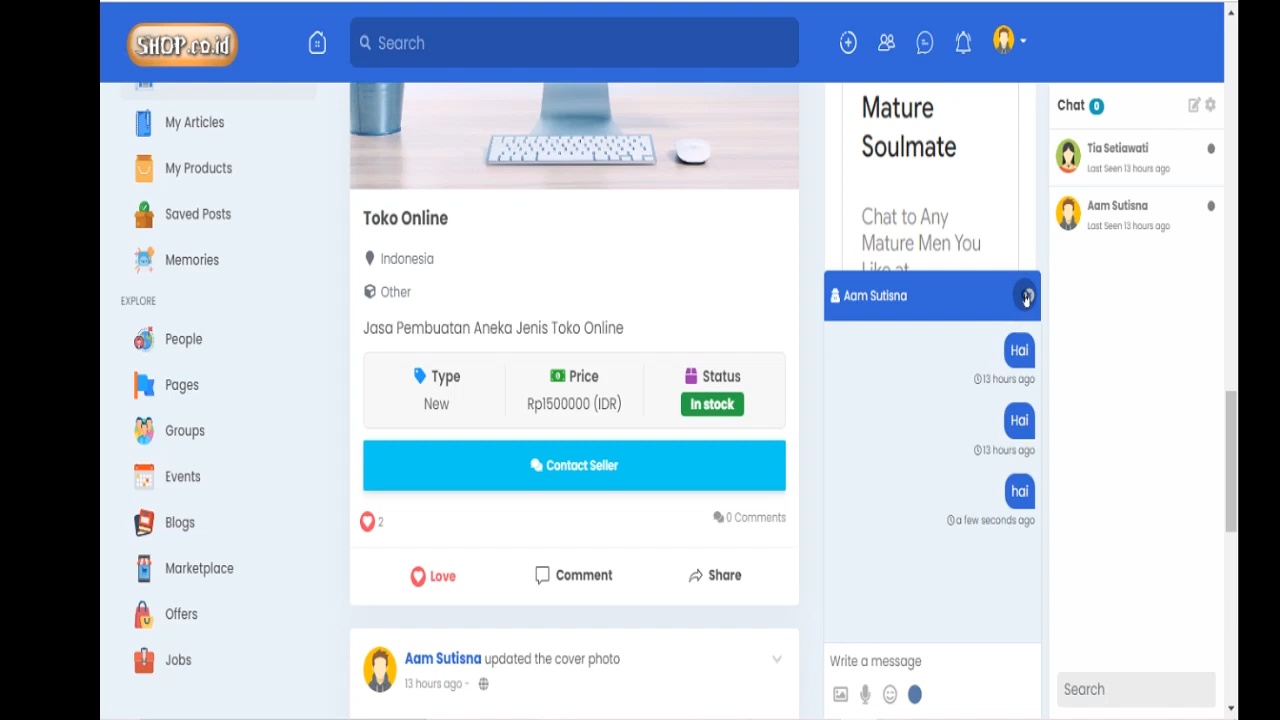 SHOP.co.id
Search
My Articles
My Products
Saved Posts
Memories
EXPLORE
People
Pages
Groups
Events
Blogs
Marketplace
Offers
Jobs
Toko Online
Indonesia
Other
Jasa Pembuatan Aneka Jenis Toko Online
Type
New
Price
Rp1500000 (IDR)
Status
In stock
Contact Seller
2
0 Comments
Love
Comment
Share
Aam Sutisna updated the cover photo
13 hours ago -
Mature
Soulmate
Chat to Any
Mature Men You
Like at
Aam Sutisna
Hai
13 hours ago
Hai
13 hours ago
hai
a few seconds ago
Write a message
Chat 0
Tia Setiawati
Last Seen 13 hours ago
Aam Sutisna
Last Seen 13 hours ago
Search